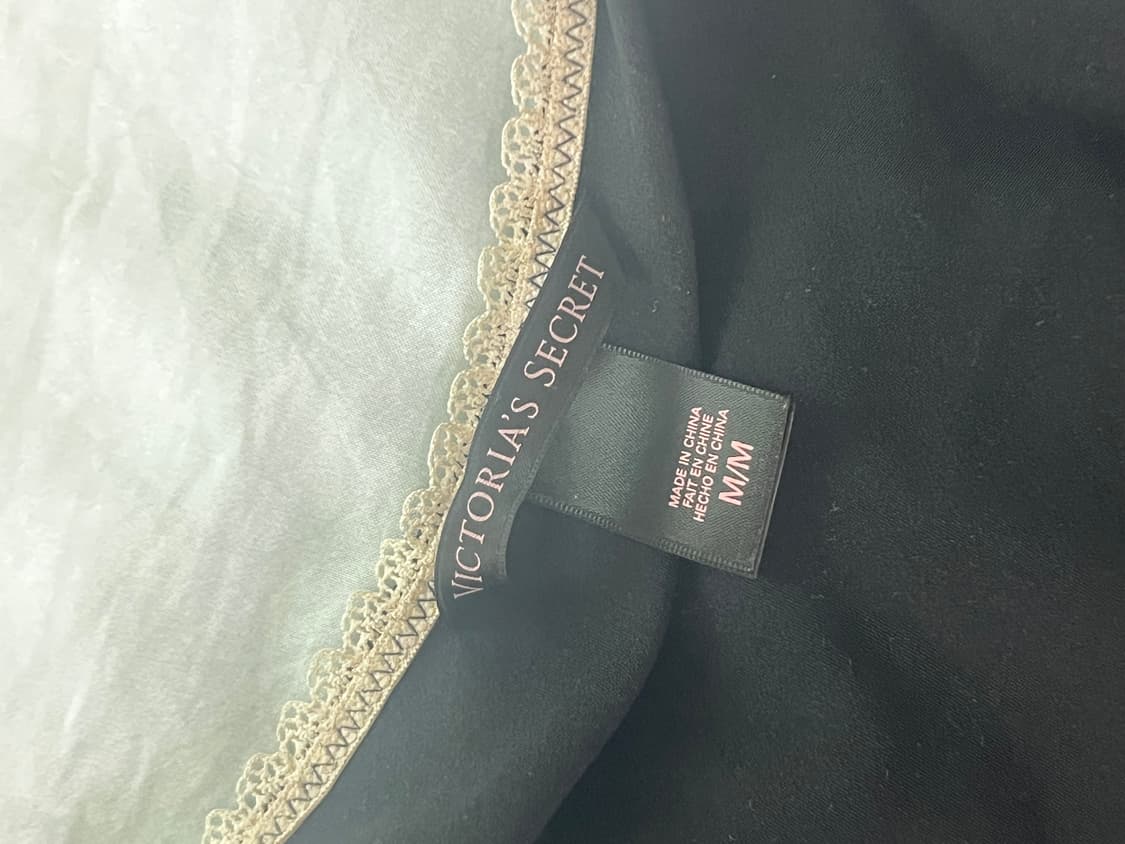 VICTORIA'S SECRET
MADE IN CHINA
FAIT EN CHINE
HECHO EN CHINA
M/M